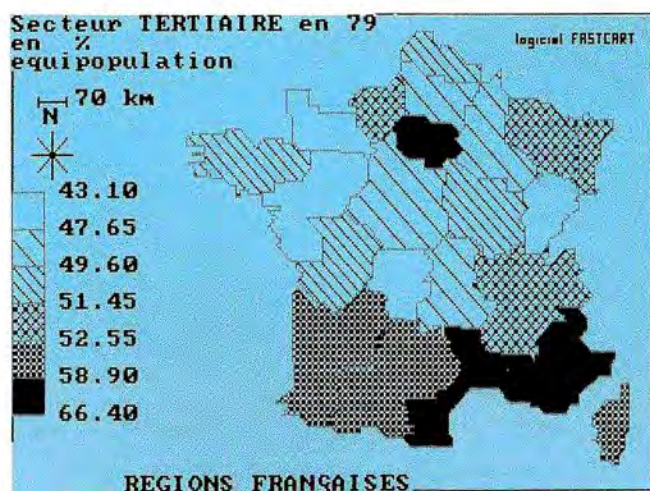 Secteur TERTIAIRE en 79
en %
equipopulation
logiciel FASTCART
70 km
N
43.10
47.65
49.60
51.45
52.55
58.90
66.40
REGIONS FRANÇAISES